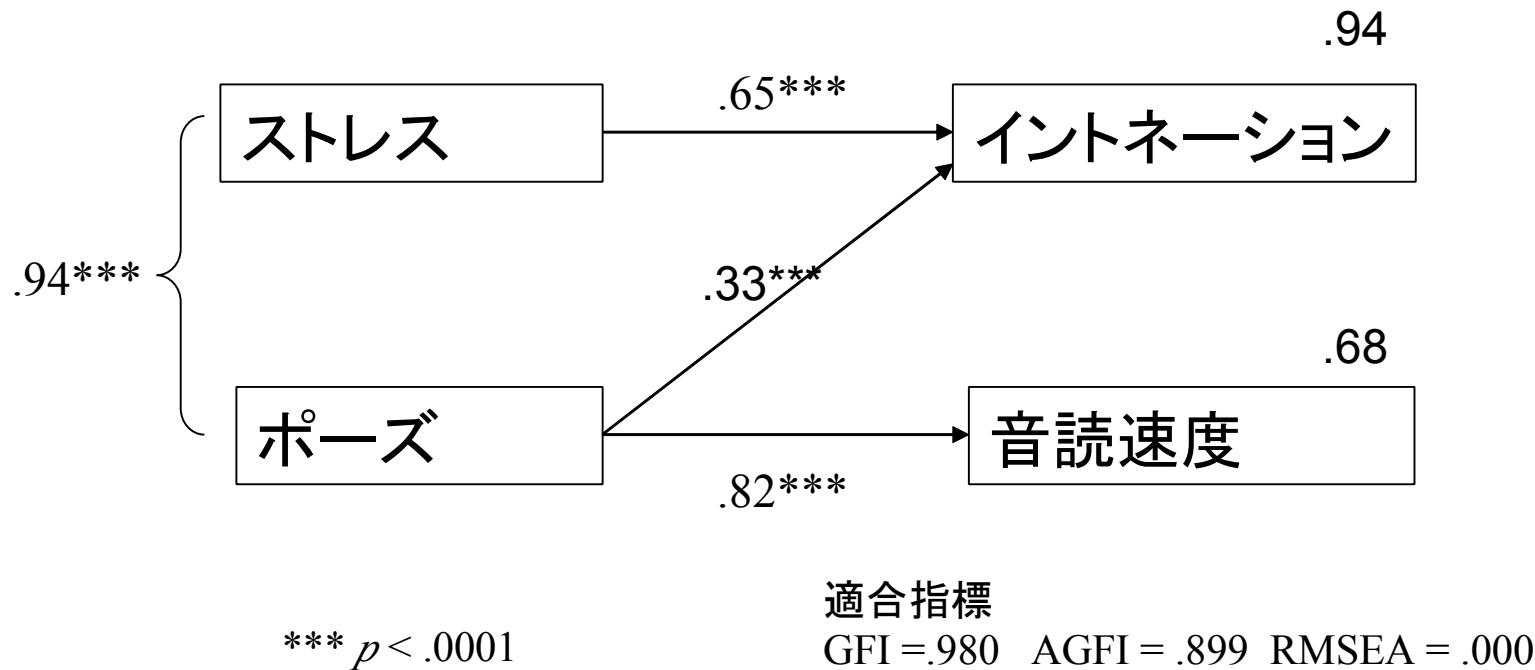 .94
.65***
ストレス
イントネーション
.94***
.33***
.68
ポーズ
音読速度
.82***
適合指標
*** p < .0001
GFI =.980 AGFI = .899 RMSEA = .000